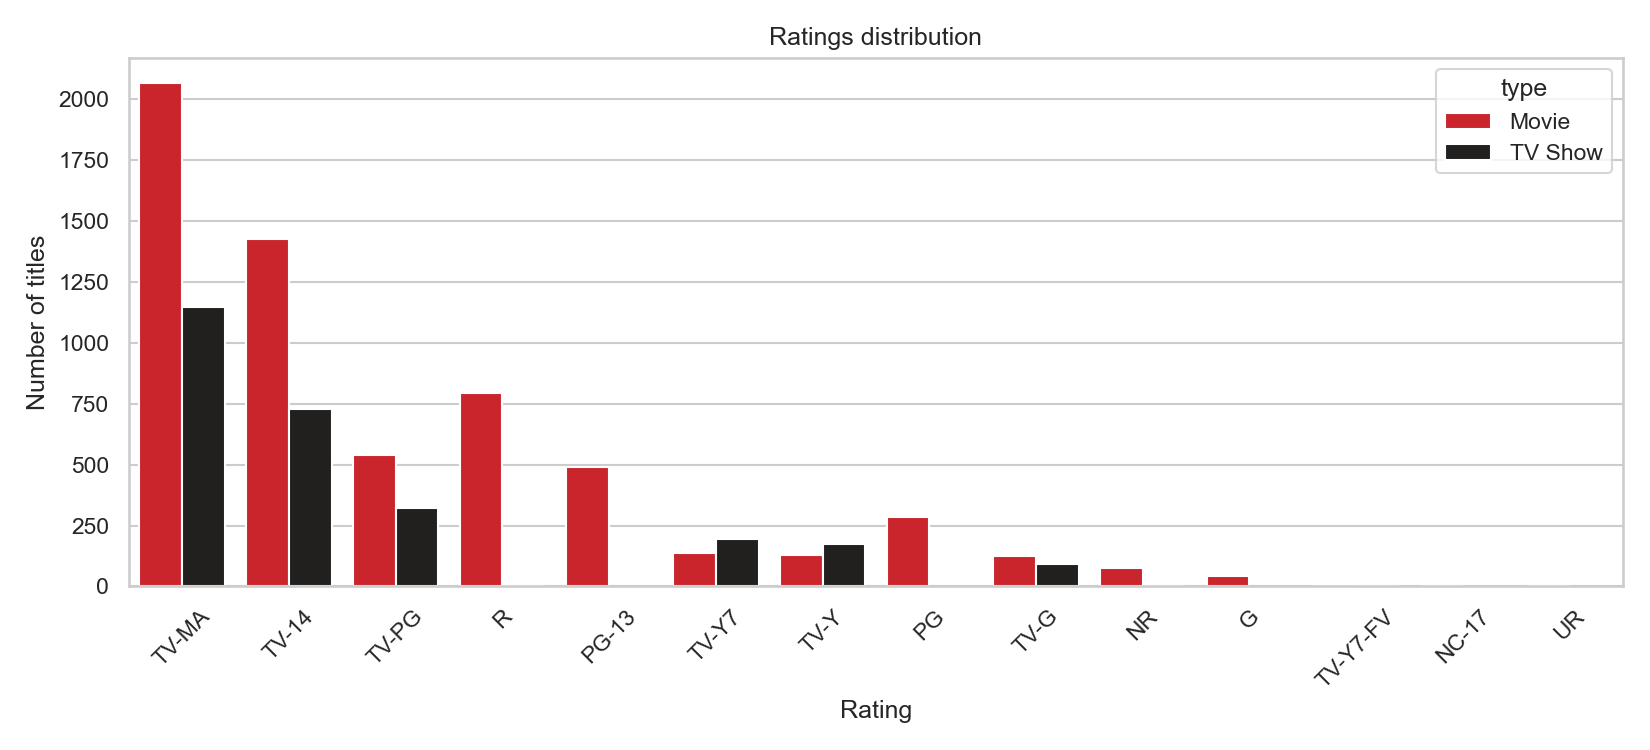 Ratings distribution
type
Movie
TV Show
Number of titles
2000
1750
1500
1250
1000
750
500
250
0
TV-MA
TV-14
TV-PG
R
PG-13
TV-Y7
TV-Y
PG
TV-G
NR
G
TV-Y7-FV
NC-17
UR
Rating